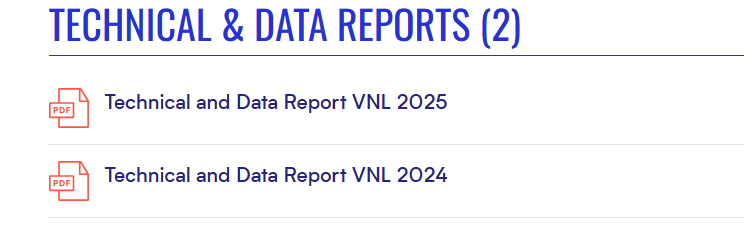 TECHNICAL & DATA REPORTS (2)
PDF
Technical and Data Report VNL 2025
PDF
Technical and Data Report VNL 2024